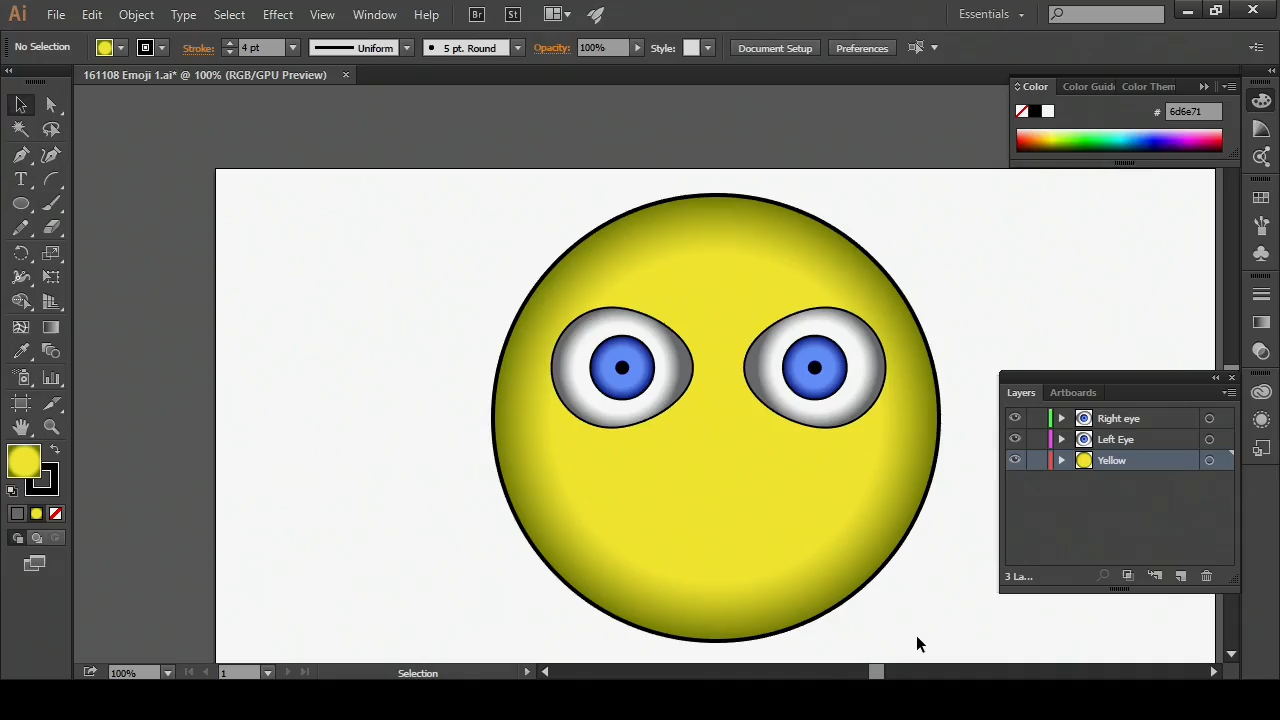 Ai File Edit Object Type Select Effect View Window Help Br St Essentials
No Selection Stroke: 4 pt Uniform 5 pt. Round Opacity: 100% Style: Document Setup Preferences
161108 Emoji 1.ai* @ 100% (RGB/GPU Preview)
Color Color Guide Color Them
# 6d6e71
Layers Artboards
Right eye
Left Eye
Yellow
3 La...
100% 1 Selection